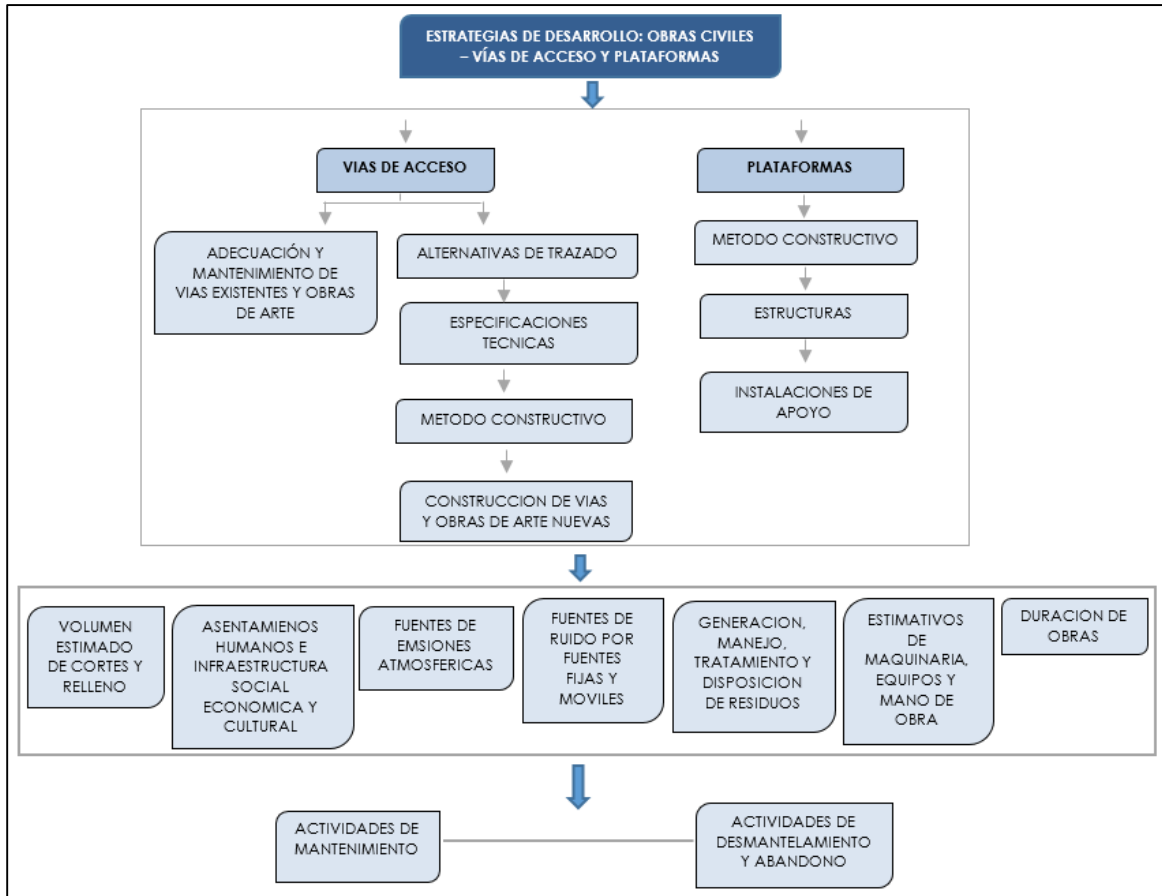 ESTRATEGIAS DE DESARROLLO: OBRAS CIVILES
– VÍAS DE ACCESO Y PLATAFORMAS
VIAS DE ACCESO
PLATAFORMAS
ADECUACIÓN Y
MANTENIMIENTO DE
VIAS EXISTENTES Y OBRAS
DE ARTE
ALTERNATIVAS DE TRAZADO
ESPECIFICACIONES
TECNICAS
METODO CONSTRUCTIVO
CONSTRUCCION DE VIAS
Y OBRAS DE ARTE NUEVAS
METODO CONSTRUCTIVO
ESTRUCTURAS
INSTALACIONES DE
APOYO
VOLUMEN
ESTIMADO
DE CORTES Y
RELLENO
ASENTAMIENOS
HUMANOS E
INFRAESTRUCTURA
SOCIAL
ECONOMICA Y
CULTURAL
FUENTES DE
EMSIONES
ATMOSFERICAS
FUENTES DE
RUIDO POR
FUENTES
FIJAS Y
MOVILES
GENERACION,
MANEJO,
TRATAMIENTO Y
DISPOSICION
DE RESIDUOS
ESTIMATIVOS
DE
MAQUINARIA,
EQUIPOS Y
MANO DE
OBRA
DURACION DE
OBRAS
ACTIVIDADES DE
MANTENIMIENTO
ACTIVIDADES DE
DESMANTELAMIENTO
Y ABANDONO